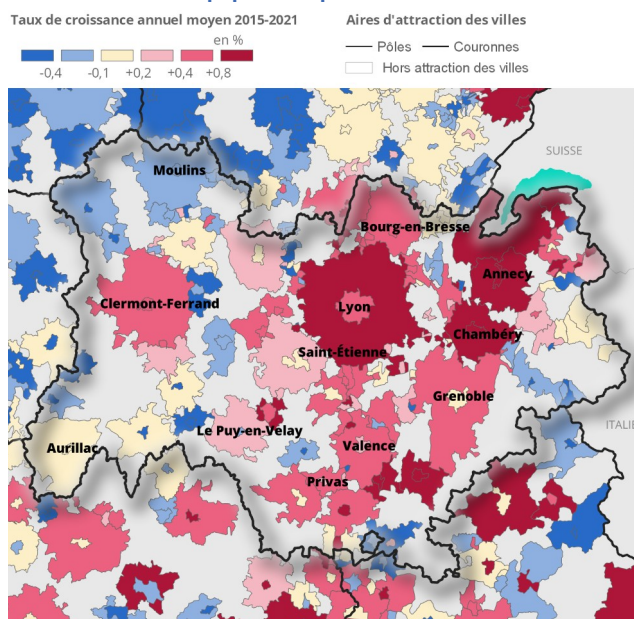 Taux de croissance annuel moyen 2015-2021
en %
-0,4 -0,1 +0,2 +0,4 +0,8
Aires d'attraction des villes
Pôles Couronnes
Hors attraction des villes
SUISSE
Moulins
Bourg-en-Bresse
Annecy
Clermont-Ferrand
Lyon
Chambéry
Saint-Étienne
Grenoble
ITALIE
Le Puy-en-Velay
Aurillac
Valence
Privas